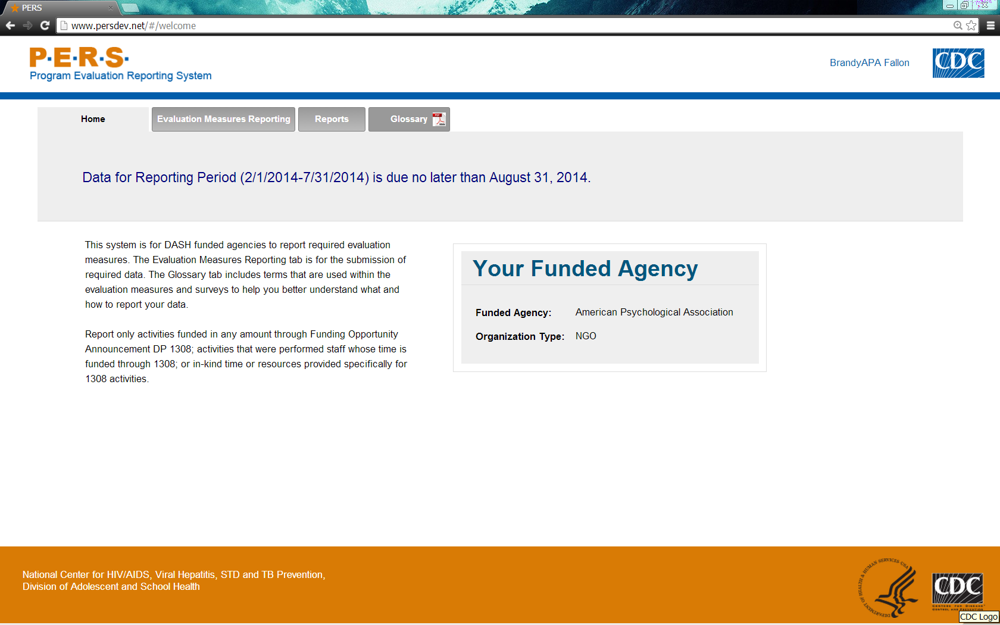 PERS
www.persdev.net/#/welcome
P·E·R·S·
Program Evaluation Reporting System
BrandyAPA Fallon
CDC
Home
Evaluation Measures Reporting
Reports
Glossary
PDF
Adobe
Data for Reporting Period (2/1/2014-7/31/2014) is due no later than August 31, 2014.
This system is for DASH funded agencies to report required evaluation
measures. The Evaluation Measures Reporting tab is for the submission of
required data. The Glossary tab includes terms that are used within the
evaluation measures and surveys to help you better understand what and
how to report your data.
Report only activities funded in any amount through Funding Opportunity
Announcement DP 1308; activities that were performed staff whose time is
funded through 1308; or in-kind time or resources provided specifically for
1308 activities.
Your Funded Agency
Funded Agency: American Psychological Association
Organization Type: NGO
National Center for HIV/AIDS, Viral Hepatitis, STD and TB Prevention,
Division of Adolescent and School Health
DEPARTMENT OF HEALTH & HUMAN SERVICES·USA
CDC
CENTERS FOR DISEASE
CONTROL AND PREVENTION
CDC Logo